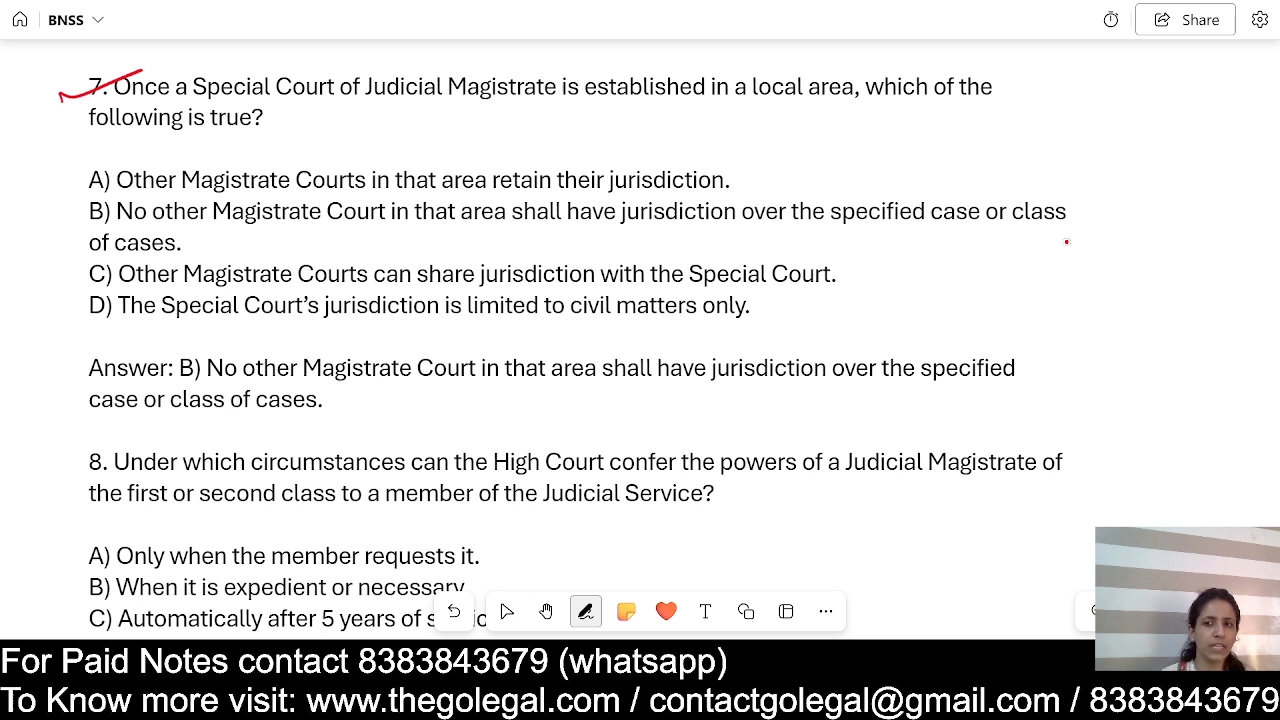 BNSS
Share
7. Once a Special Court of Judicial Magistrate is established in a local area, which of the
following is true?
A) Other Magistrate Courts in that area retain their jurisdiction.
B) No other Magistrate Court in that area shall have jurisdiction over the specified case or class
of cases.
C) Other Magistrate Courts can share jurisdiction with the Special Court.
D) The Special Court’s jurisdiction is limited to civil matters only.
Answer: B) No other Magistrate Court in that area shall have jurisdiction over the specified
case or class of cases.
8. Under which circumstances can the High Court confer the powers of a Judicial Magistrate of
the first or second class to a member of the Judicial Service?
A) Only when the member requests it.
B) When it is expedient or necessary
C) Automatically after 5 years of
T
For Paid Notes contact 8383843679 (whatsapp)
To Know more visit: www.thegolegal.com / contactgolegal@gmail.com / 8383843679